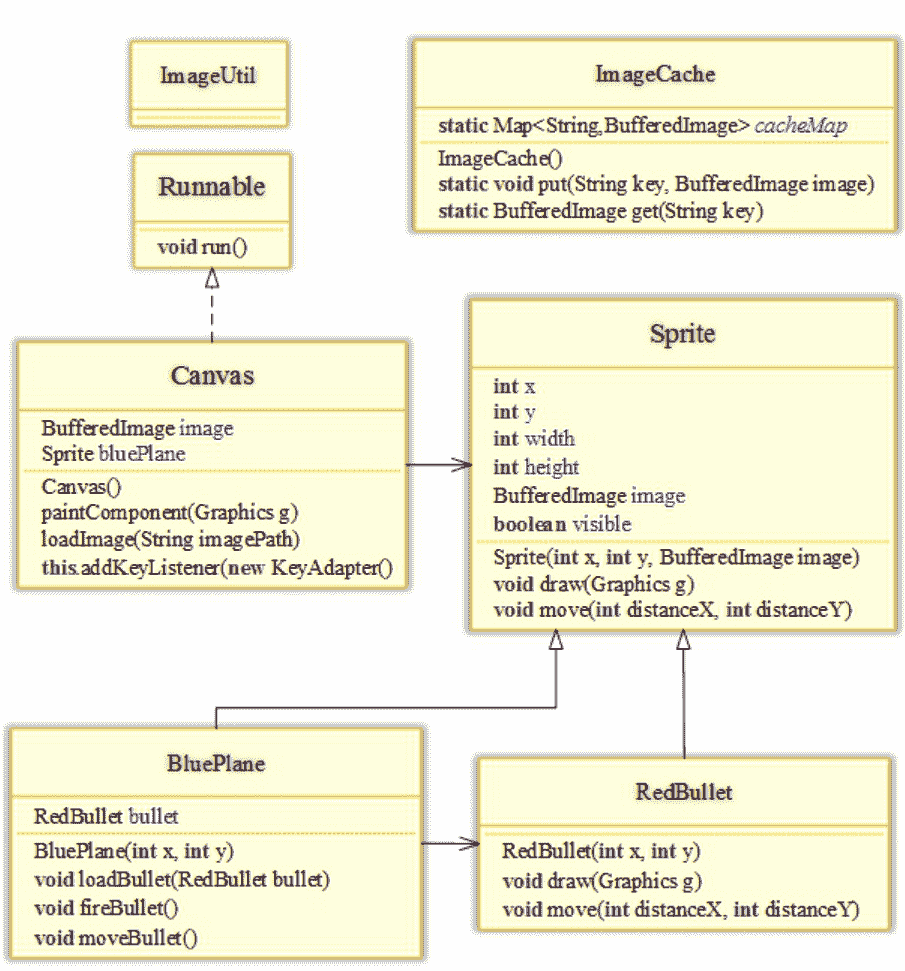 ImageUtil
ImageCache
static Map<String,BufferedImage> cacheMap
ImageCache()
static void put(String key, BufferedImage image)
static BufferedImage get(String key)
Runnable
void run()
Canvas
BufferedImage image
Sprite bluePlane
Canvas()
paintComponent(Graphics g)
loadImage(String imagePath)
this.addKeyListener(new KeyAdapter()
Sprite
int x
int y
int width
int height
BufferedImage image
boolean visible
Sprite(int x, int y, BufferedImage image)
void draw(Graphics g)
void move(int distanceX, int distanceY)
BluePlane
RedBullet bullet
BluePlane(int x, int y)
void loadBullet(RedBullet bullet)
void fireBullet()
void moveBullet()
RedBullet
RedBullet(int x, int y)
void draw(Graphics g)
void move(int distanceX, int distanceY)